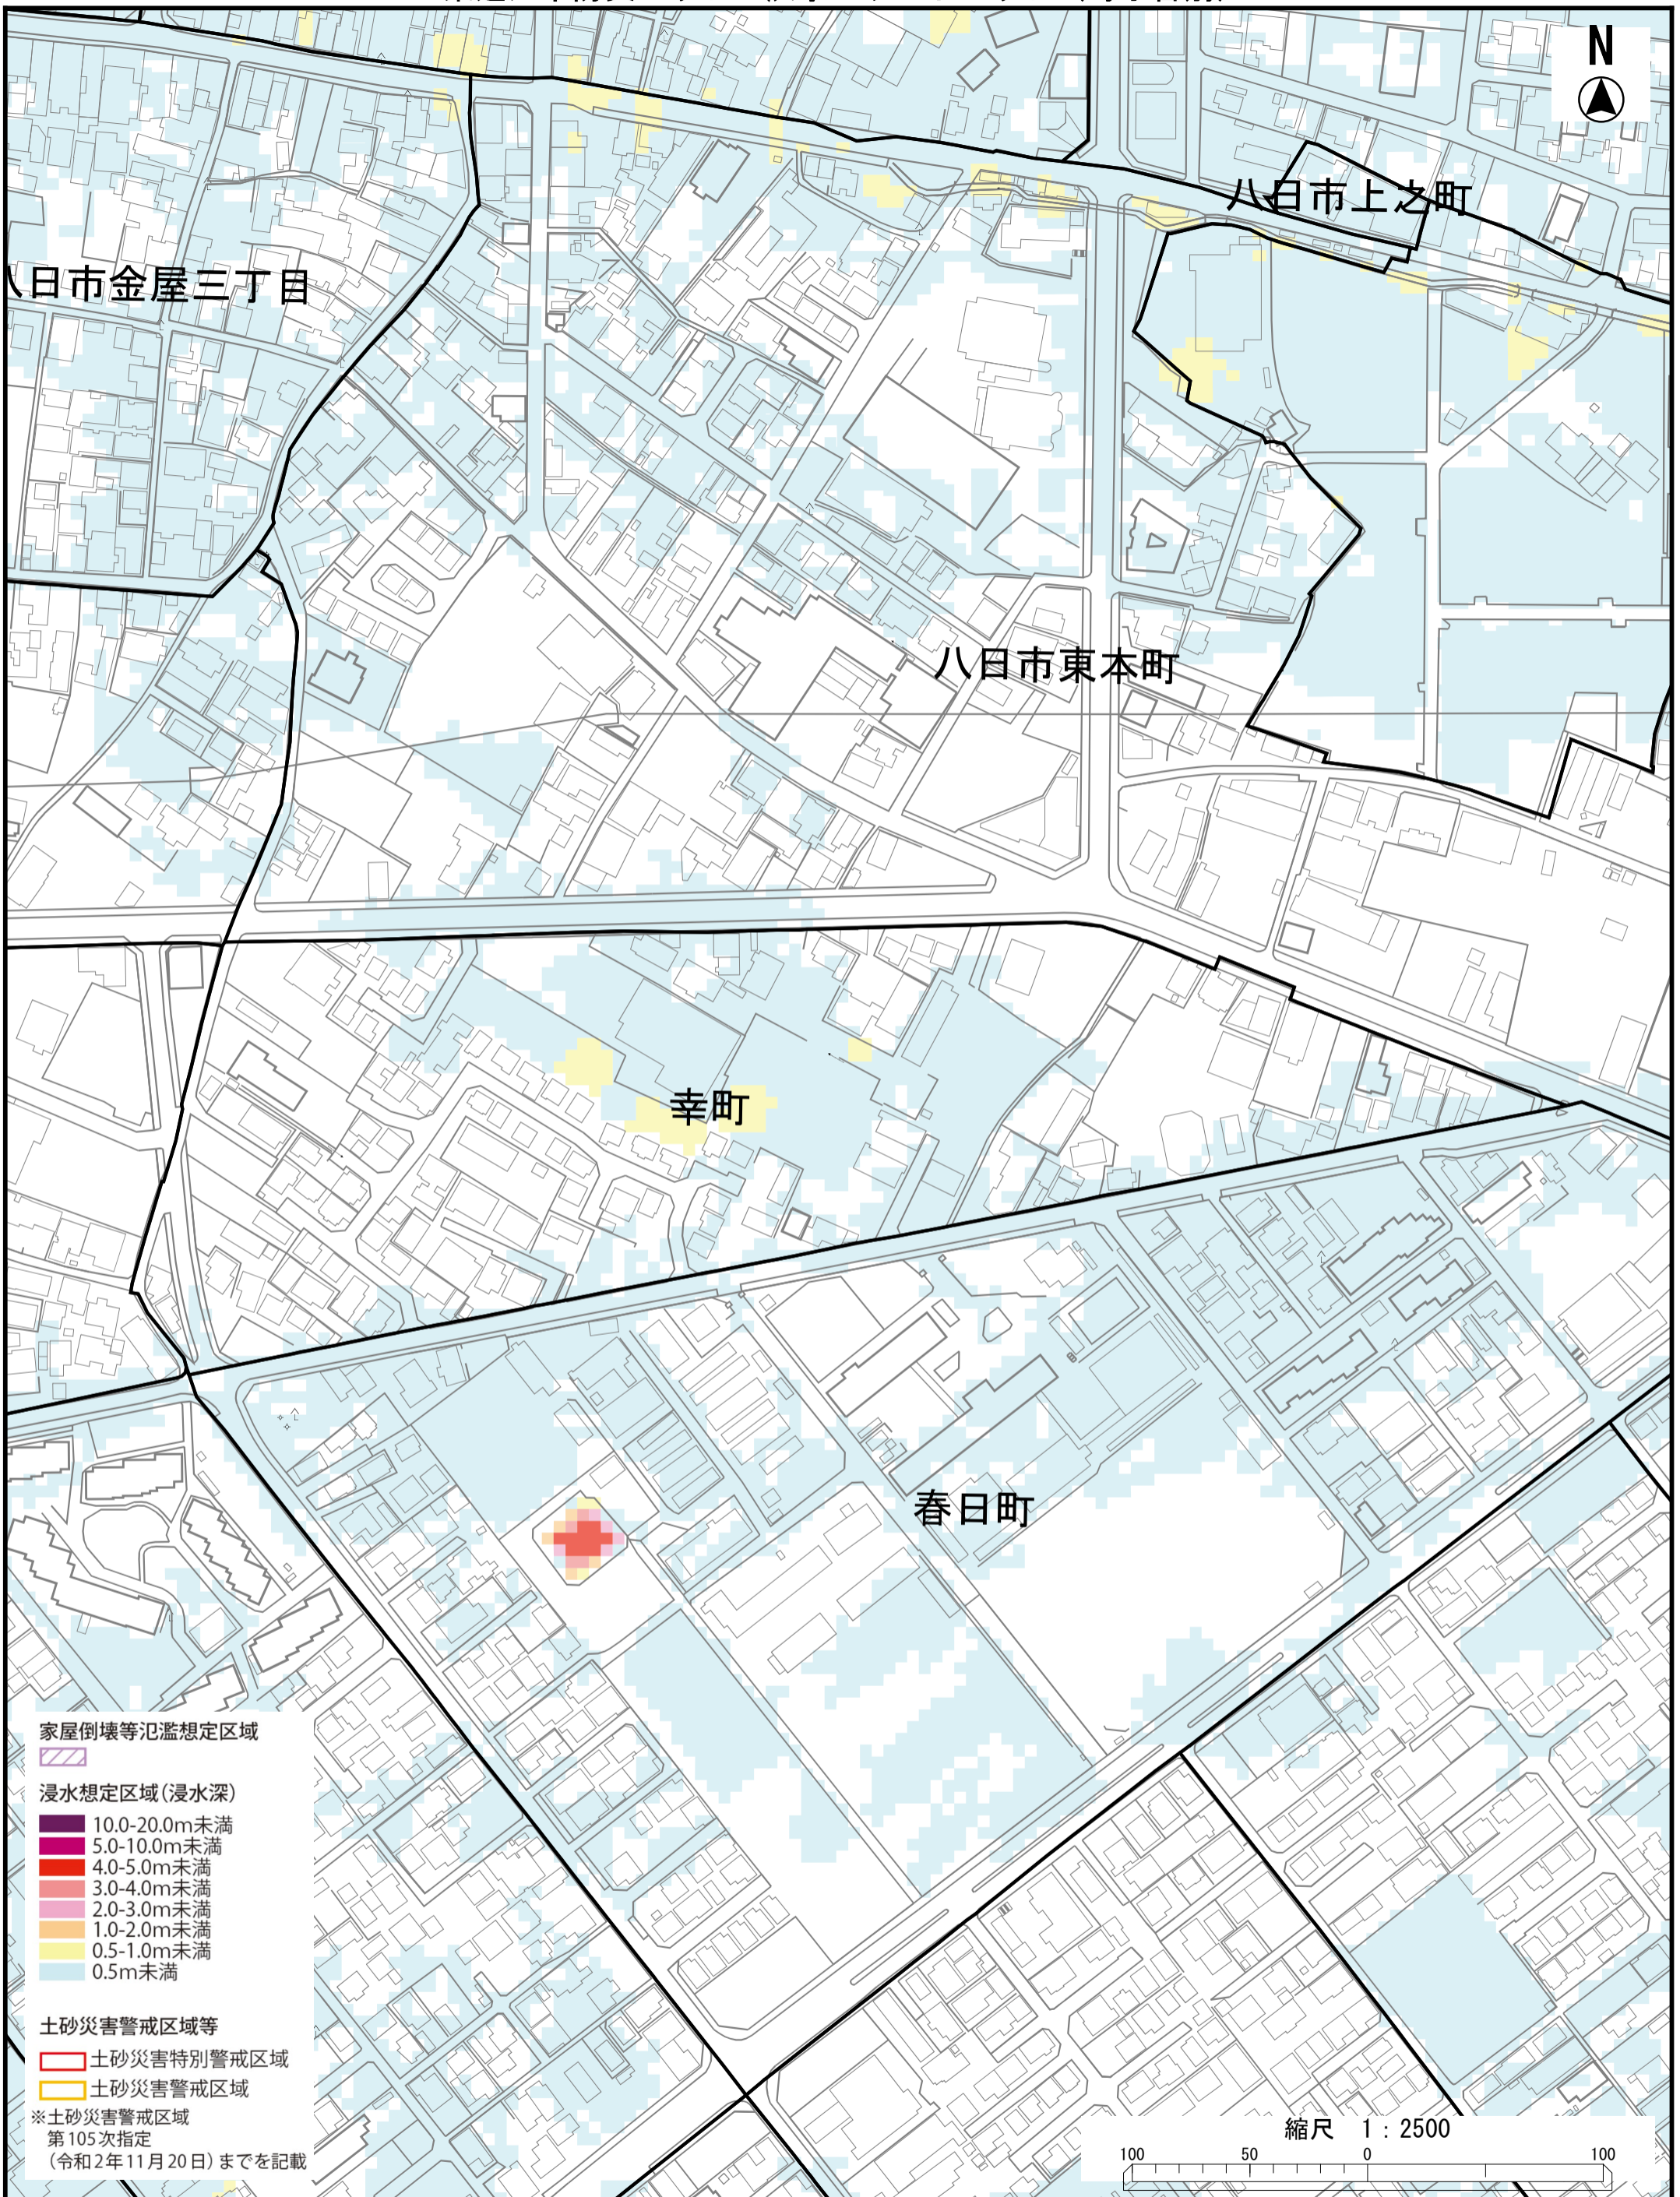 N
八日市上之町
八日市金屋三丁目
八日市東本町
幸町
春日町
家屋倒壊等氾濫想定区域
浸水想定区域(浸水深)
10.0-20.0m未満
5.0-10.0m未満
4.0-5.0m未満
3.0-4.0m未満
2.0-3.0m未満
1.0-2.0m未満
0.5-1.0m未満
0.5m未満
土砂災害警戒区域等
土砂災害特別警戒区域
土砂災害警戒区域
※土砂災害警戒区域
第105次指定
(令和2年11月20日)までを記載
縮尺 1:2500
100 50 0 100